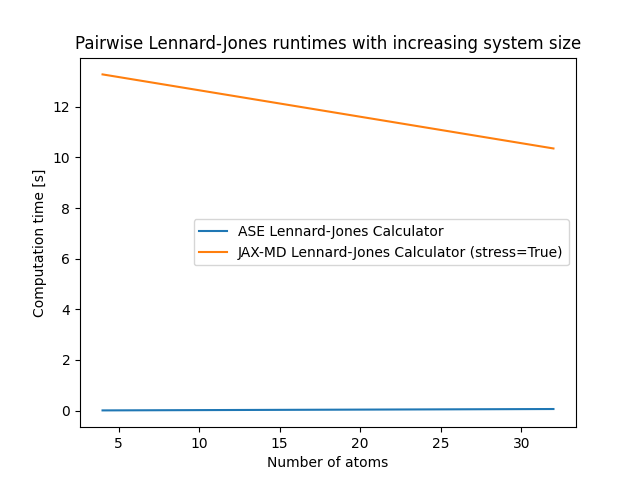 Pairwise Lennard-Jones runtimes with increasing system size
Computation time [s]
12
10
8
6
4
2
0
ASE Lennard-Jones Calculator
JAX-MD Lennard-Jones Calculator (stress=True)
5 10 15 20 25 30
Number of atoms